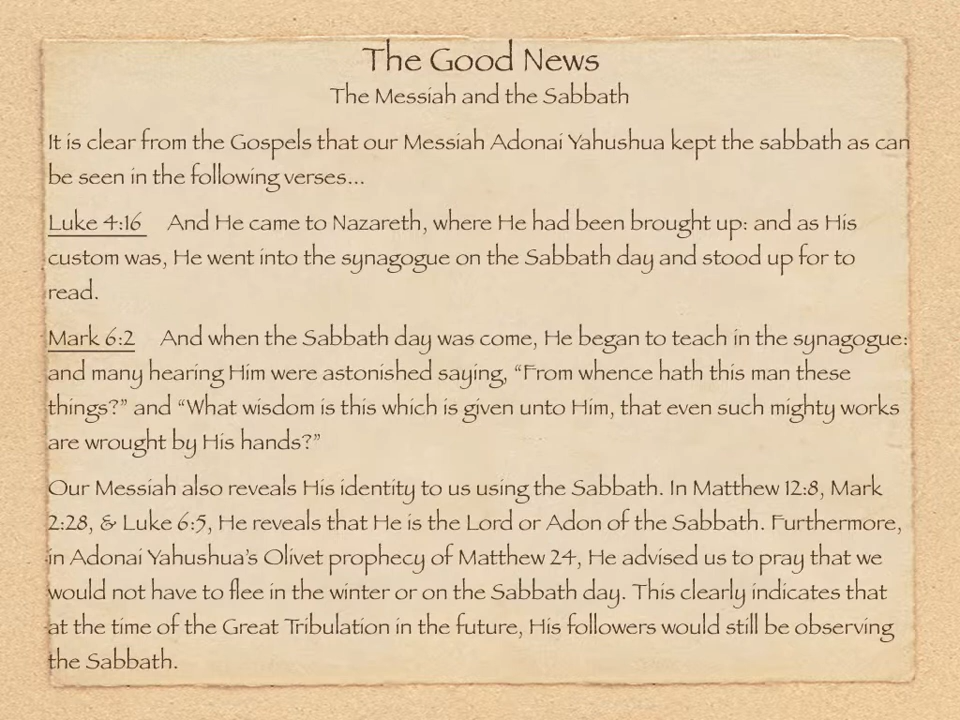 The Good News
The Messiah and the Sabbath
It is clear from the Gospels that our Messiah Adonai Yahushua kept the sabbath as can
be seen in the following verses...
Luke 4:16 And He came to Nazareth, where He had been brought up: and as His
custom was, He went into the synagogue on the Sabbath day and stood up for to
read.
Mark 6:2 And when the Sabbath day was come, He began to teach in the synagogue:
and many hearing Him were astonished saying, “From whence hath this man these
things?” and “What wisdom is this which is given unto Him, that even such mighty works
are wrought by His hands?”
Our Messiah also reveals His identity to us using the Sabbath. In Matthew 12:8, Mark
2:28, & Luke 6:5, He reveals that He is the Lord or Adon of the Sabbath. Furthermore,
in Adonai Yahushua’s Olivet prophecy of Matthew 24, He advised us to pray that we
would not have to flee in the winter or on the Sabbath day. This clearly indicates that
at the time of the Great Tribulation in the future, His followers would still be observing
the Sabbath.